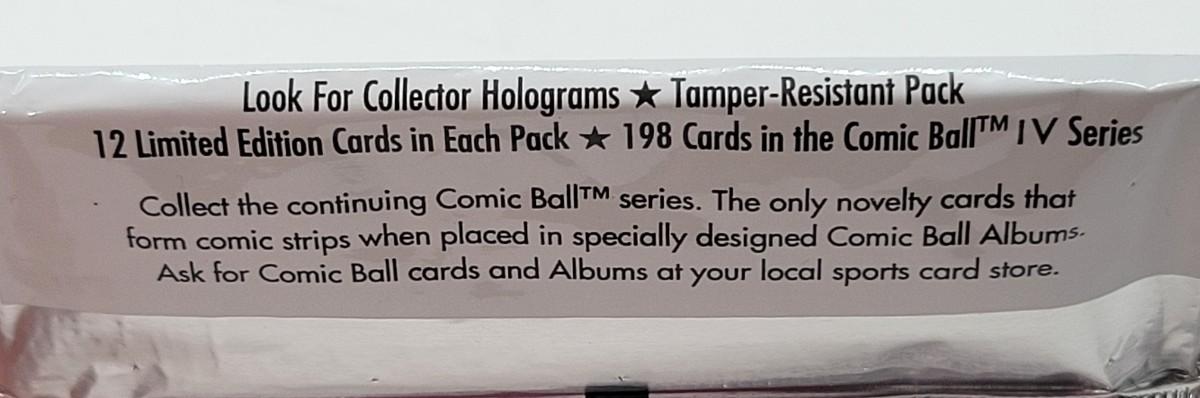 Look For Collector Holograms ★ Tamper-Resistant Pack
12 Limited Edition Cards in Each Pack ★ 198 Cards in the Comic Ball™ IV Series
Collect the continuing Comic Ball™ series. The only novelty cards that
form comic strips when placed in specially designed Comic Ball Albums.
Ask for Comic Ball cards and Albums at your local sports card store.